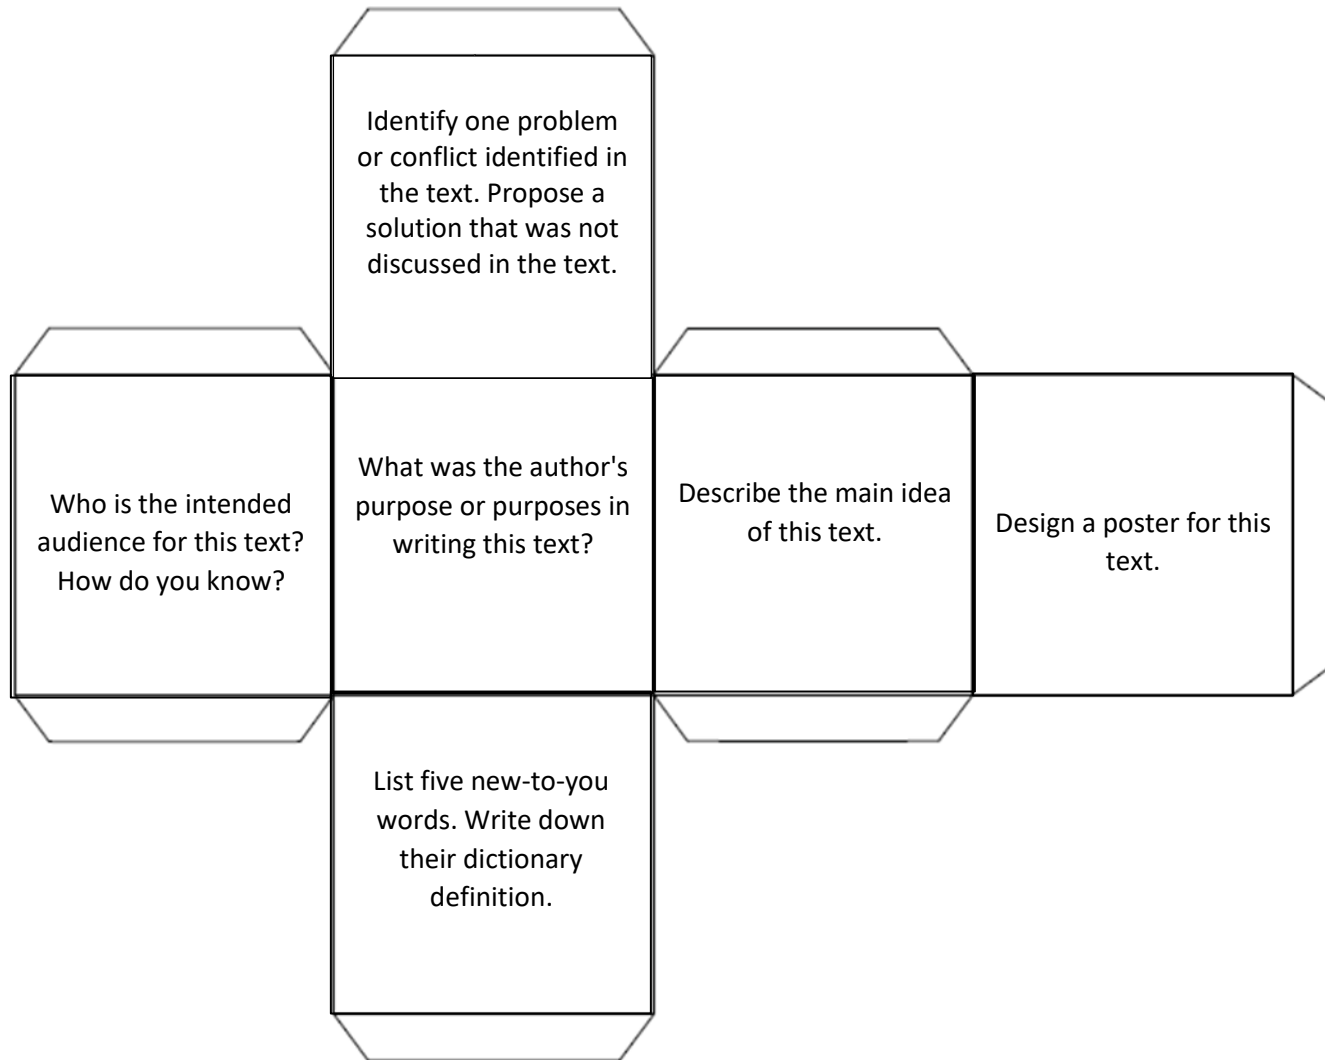 Identify one problem
or conflict identified in
the text. Propose a
solution that was not
discussed in the text.
Who is the intended
audience for this text?
How do you know?
What was the author's
purpose or purposes in
writing this text?
Describe the main idea
of this text.
Design a poster for this
text.
List five new-to-you
words. Write down
their dictionary
definition.